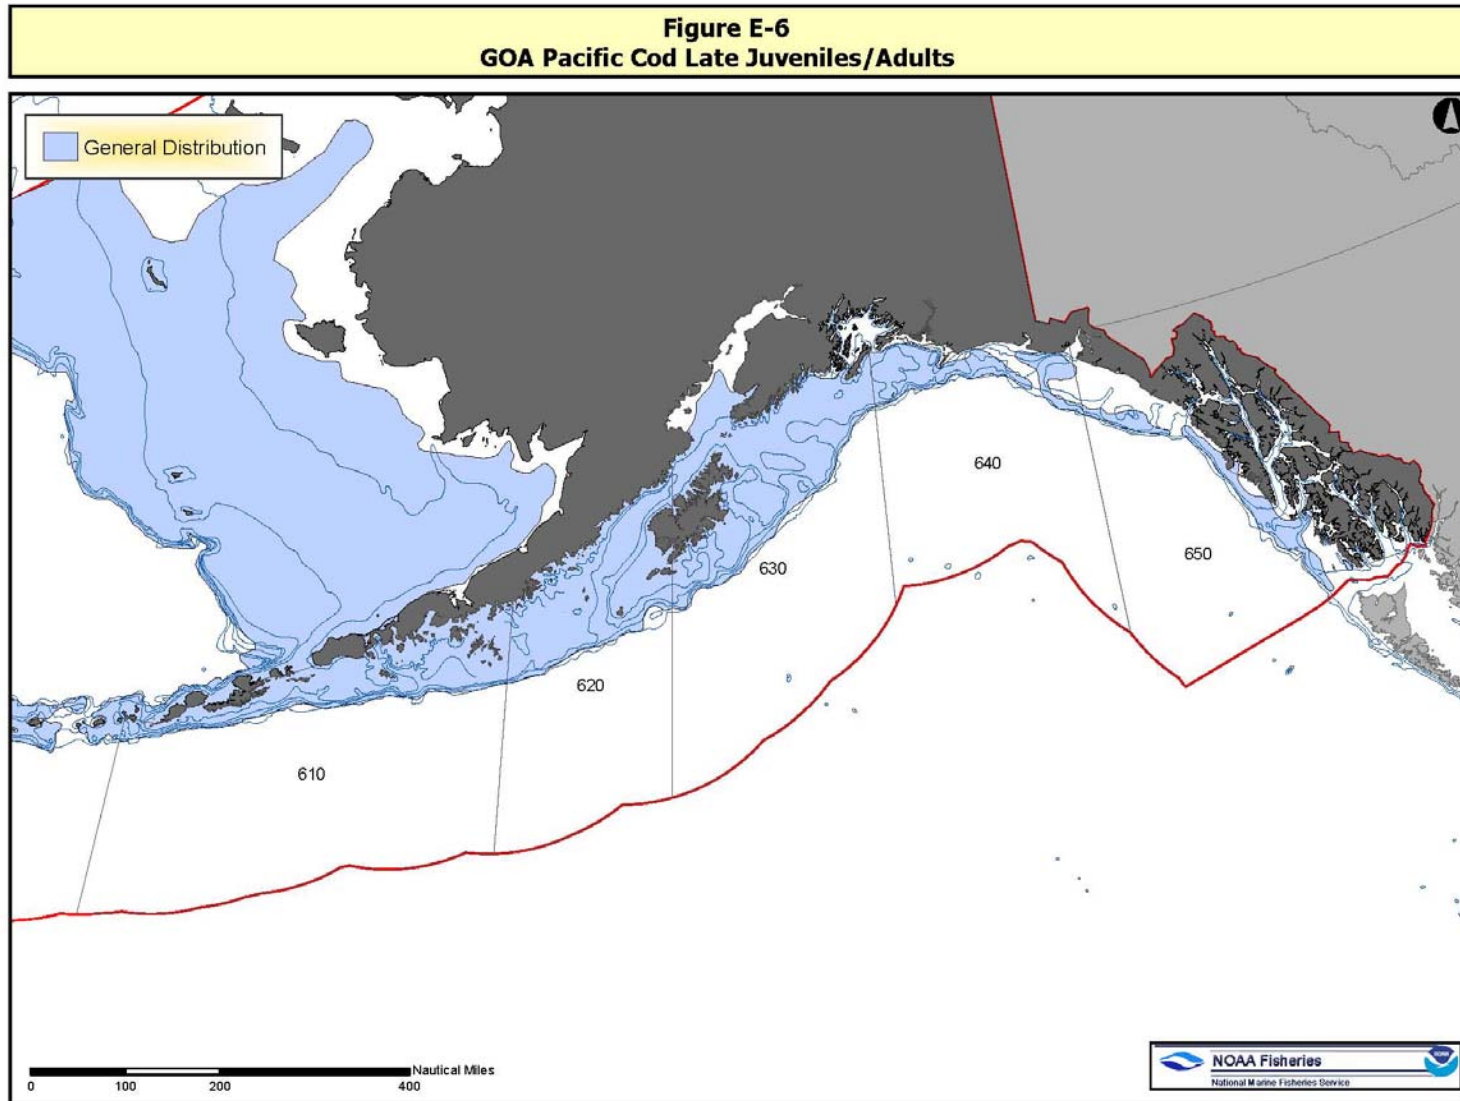 Figure E-6
GOA Pacific Cod Late Juveniles/Adults
General Distribution
640
650
630
620
610
Nautical Miles
0 100 200 400
NOAA Fisheries
National Marine Fisheries Service